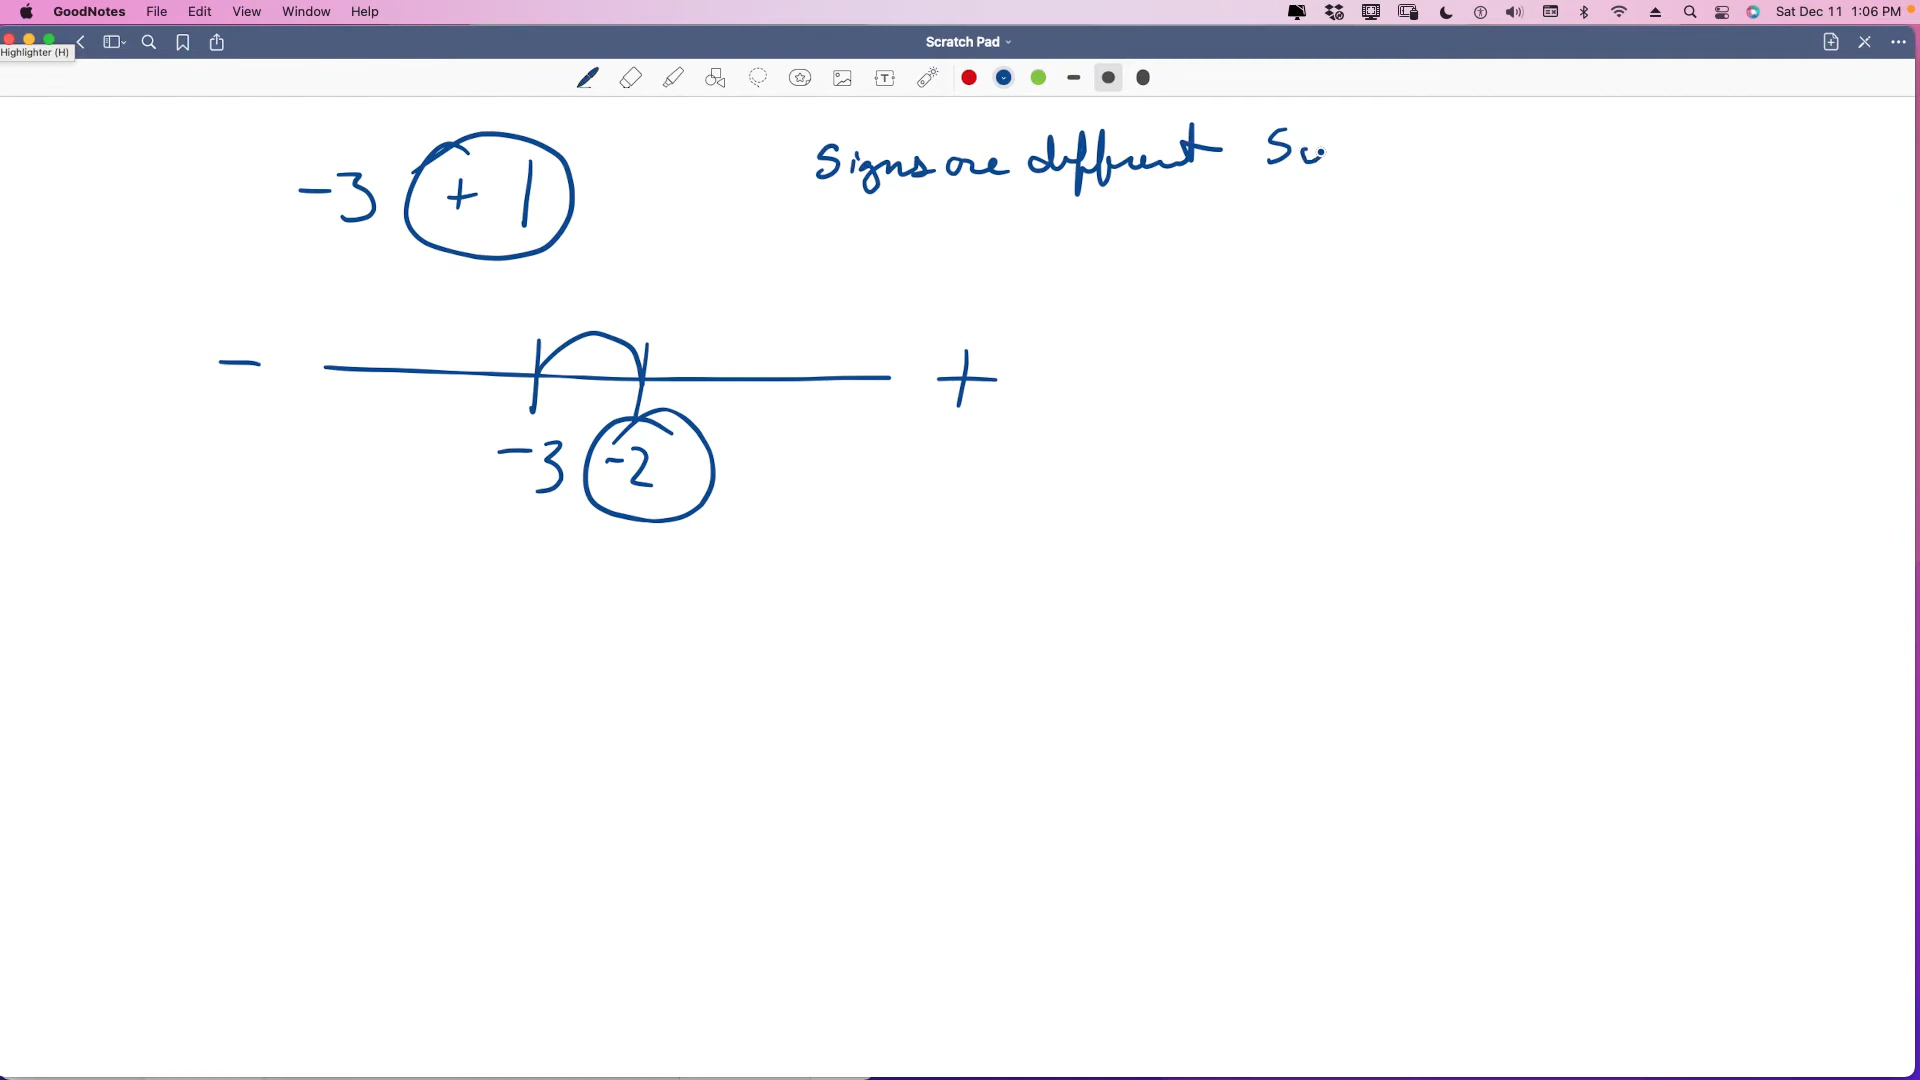 GoodNotes File Edit View Window Help Sat Dec 11 1:06 PM
Highlighter (H)
Scratch Pad
T
-3 + 1
Signs are different Su
- +
-3 -2